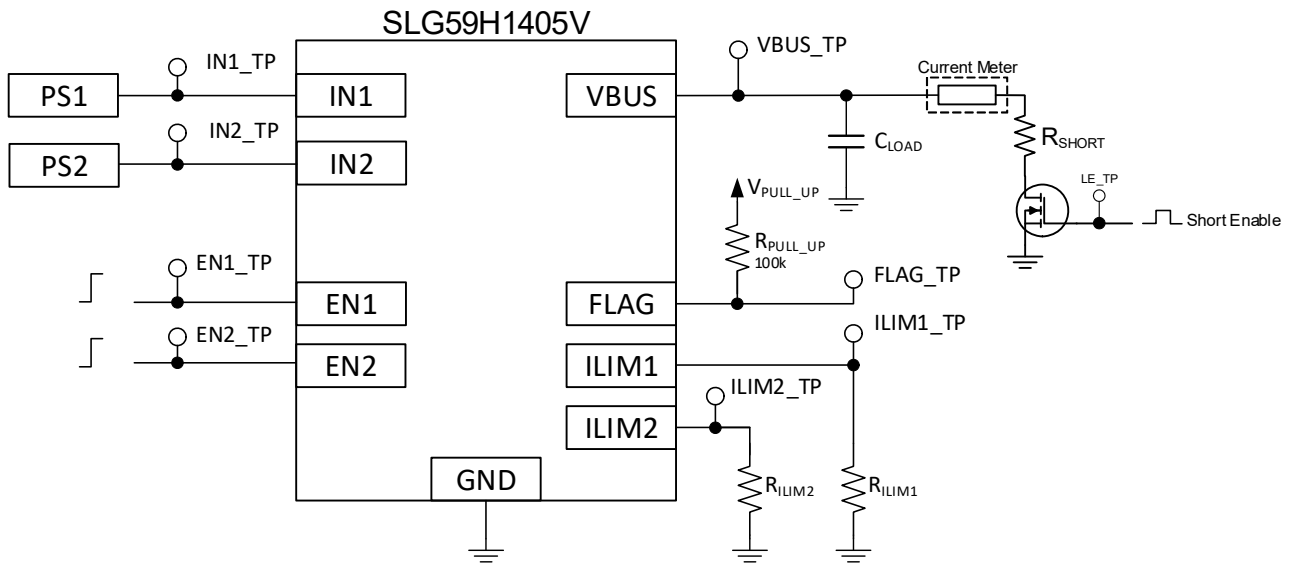 SLG59H1405V
IN1_TP
VBUS_TP
Current Meter
PS1
IN1
VBUS
IN2_TP
PS2
IN2
CLOAD
RSHORT
LE_TP
Short Enable
VPULL_UP
RPULL_UP
100k
EN1_TP
FLAG_TP
EN1
FLAG
EN2_TP
ILIM1_TP
EN2
ILIM1
ILIM2_TP
ILIM2
GND
RILIM2
RILIM1